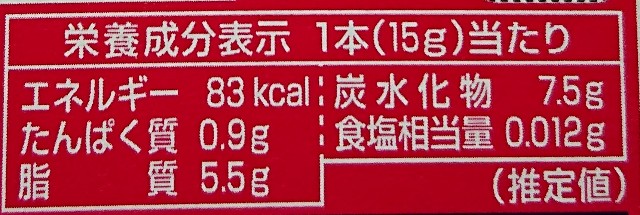 栄養成分表示 1本(15g)当たり
エネルギー 83kcal
たんぱく質 0.9g
脂質 5.5g
炭水化物 7.5g
食塩相当量 0.012g
(推定値)